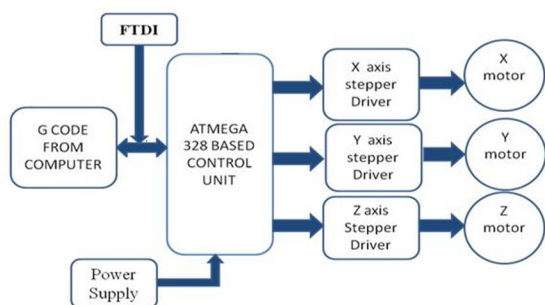 FTDI
G CODE
FROM
COMPUTER
ATMEGA
328 BASED
CONTROL
UNIT
X axis
stepper
Driver
X
motor
Y axis
stepper
Driver
Y
motor
Z axis
Stepper
Driver
Z
motor
Power
Supply